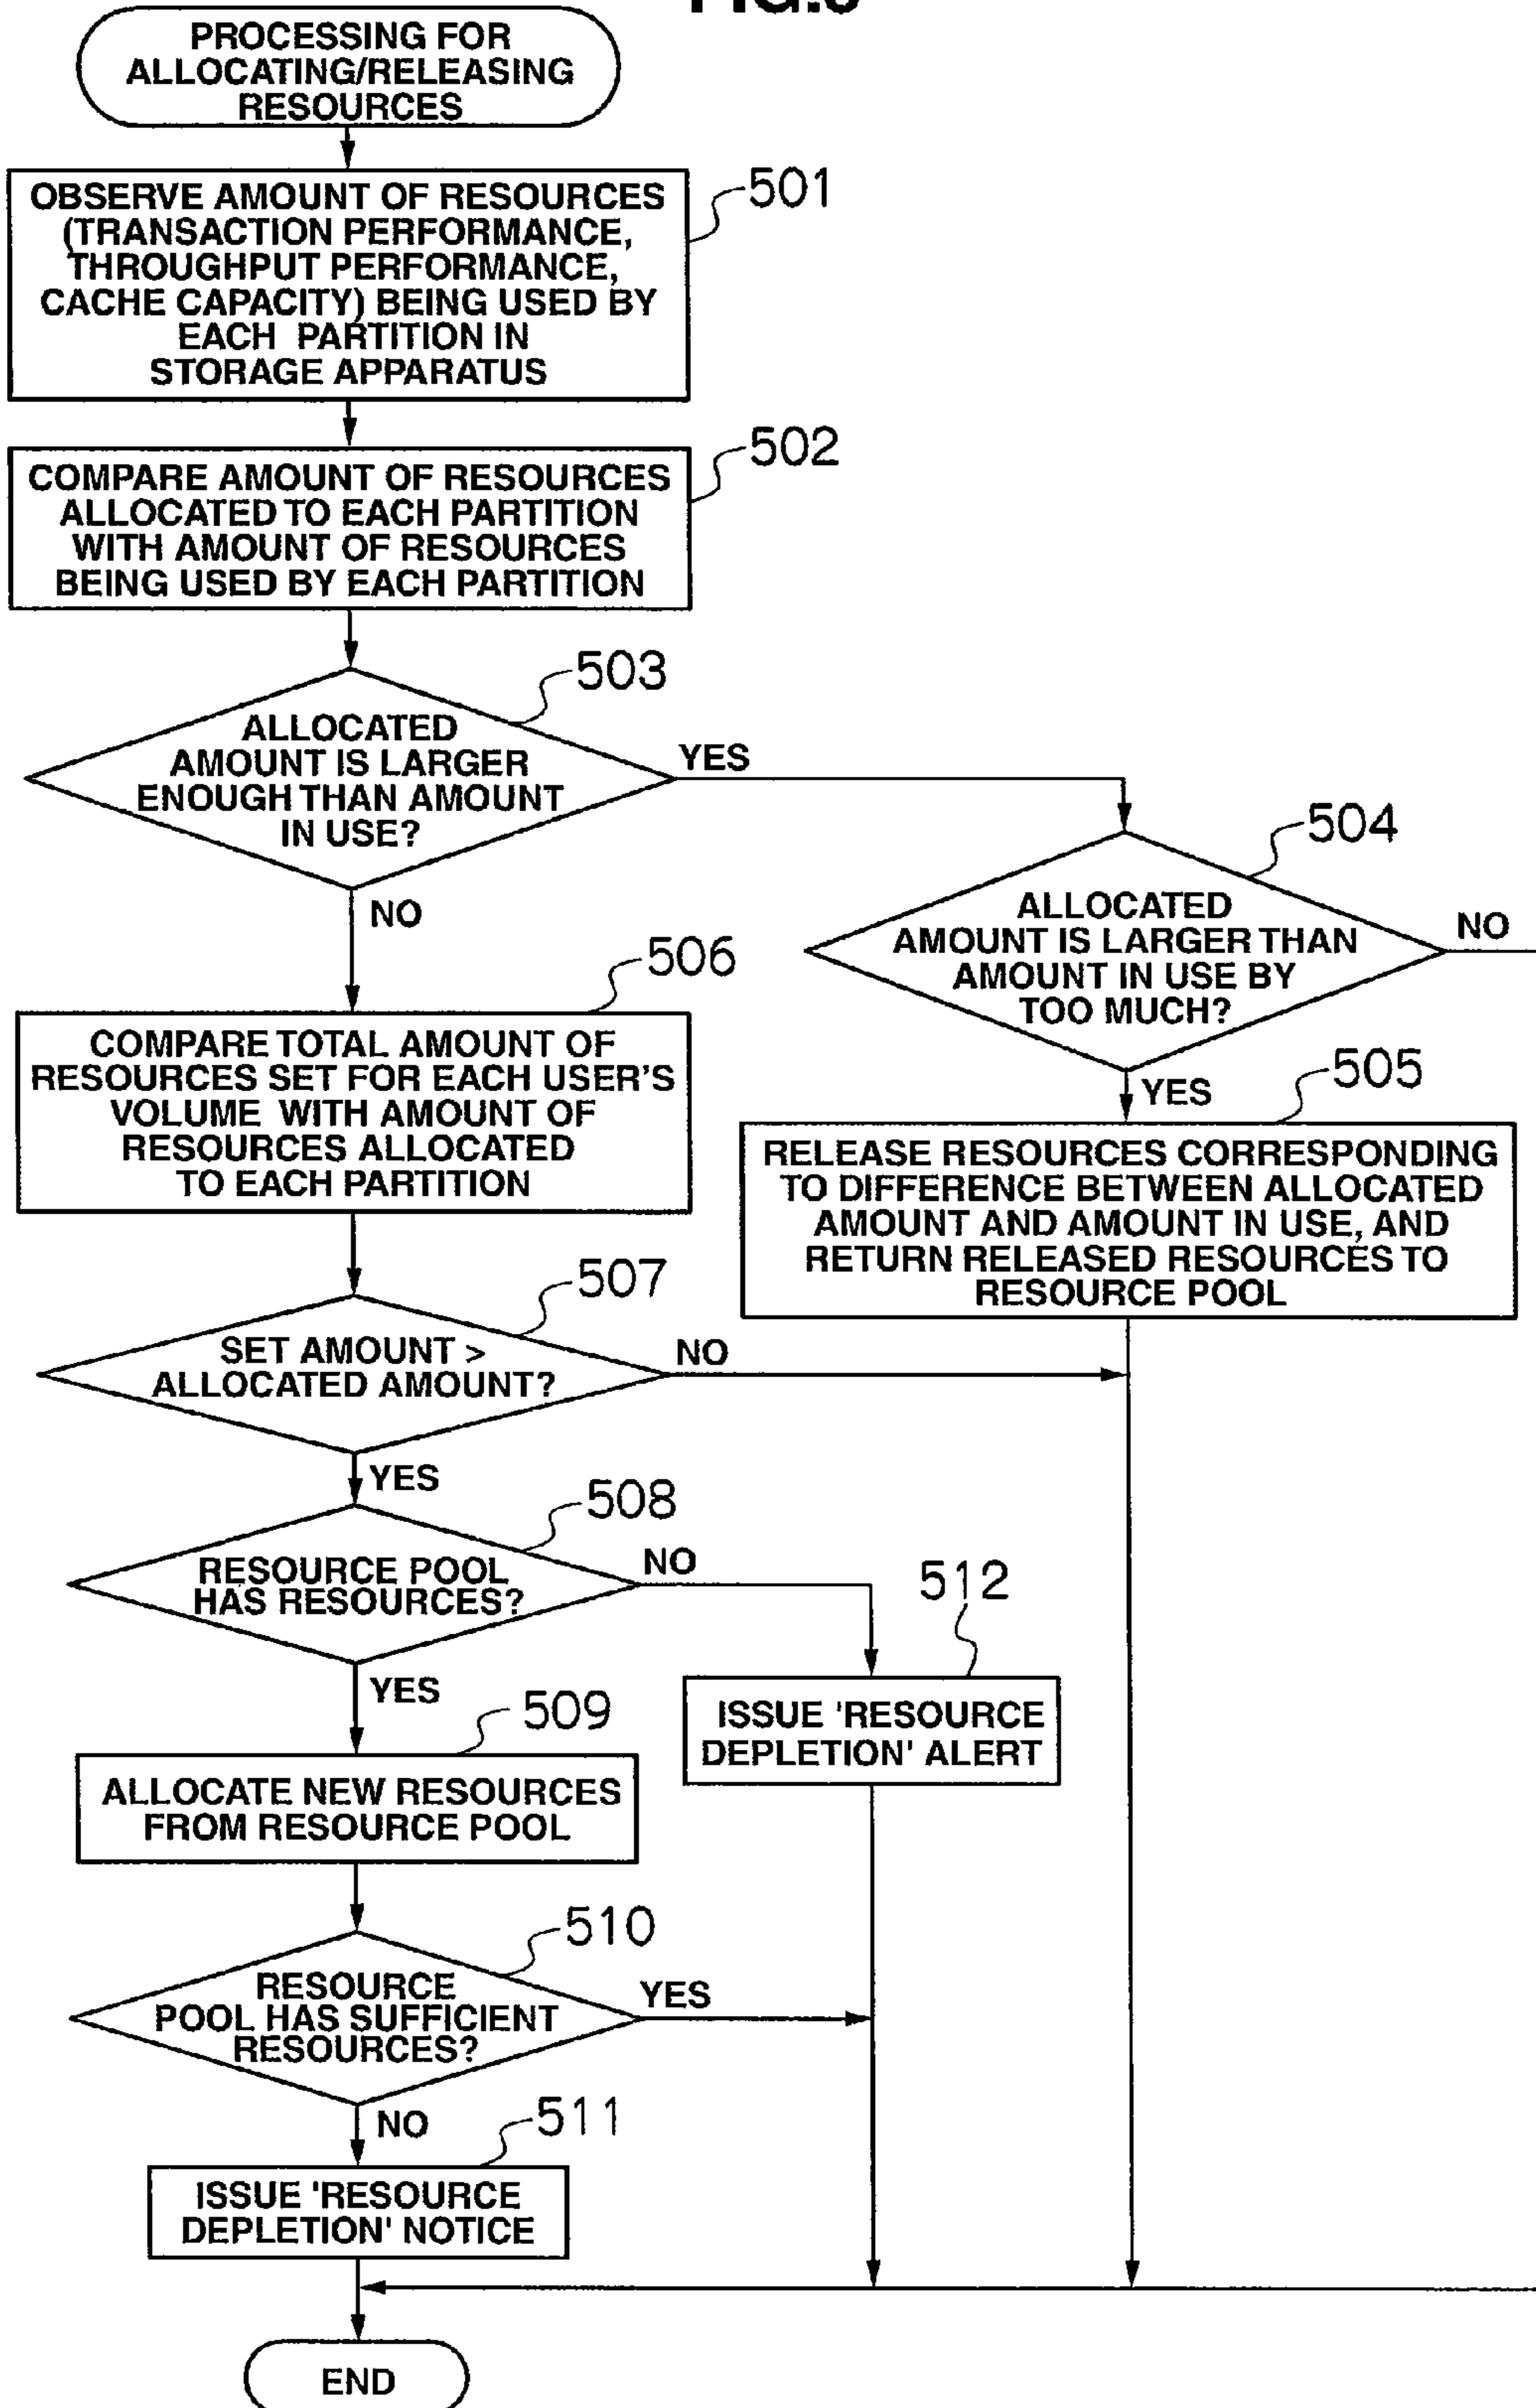 PROCESSING FOR
ALLOCATING/RELEASING
RESOURCES
OBSERVE AMOUNT OF RESOURCES
(TRANSACTION PERFORMANCE,
THROUGHPUT PERFORMANCE,
CACHE CAPACITY) BEING USED BY
EACH PARTITION IN
STORAGE APPARATUS
501
COMPARE AMOUNT OF RESOURCES
ALLOCATED TO EACH PARTITION
WITH AMOUNT OF RESOURCES
BEING USED BY EACH PARTITION
502
503
ALLOCATED
AMOUNT IS LARGER
ENOUGH THAN AMOUNT
IN USE?
YES
NO
504
ALLOCATED
AMOUNT IS LARGER THAN
AMOUNT IN USE BY
TOO MUCH?
NO
YES
505
RELEASE RESOURCES CORRESPONDING
TO DIFFERENCE BETWEEN ALLOCATED
AMOUNT AND AMOUNT IN USE, AND
RETURN RELEASED RESOURCES TO
RESOURCE POOL
506
COMPARE TOTAL AMOUNT OF
RESOURCES SET FOR EACH USER'S
VOLUME WITH AMOUNT OF
RESOURCES ALLOCATED
TO EACH PARTITION
507
SET AMOUNT >
ALLOCATED AMOUNT?
NO
YES
508
RESOURCE POOL
HAS RESOURCES?
NO
YES
512
ISSUE 'RESOURCE
DEPLETION' ALERT
509
ALLOCATE NEW RESOURCES
FROM RESOURCE POOL
510
RESOURCE
POOL HAS SUFFICIENT
RESOURCES?
YES
NO
511
ISSUE 'RESOURCE
DEPLETION' NOTICE
END